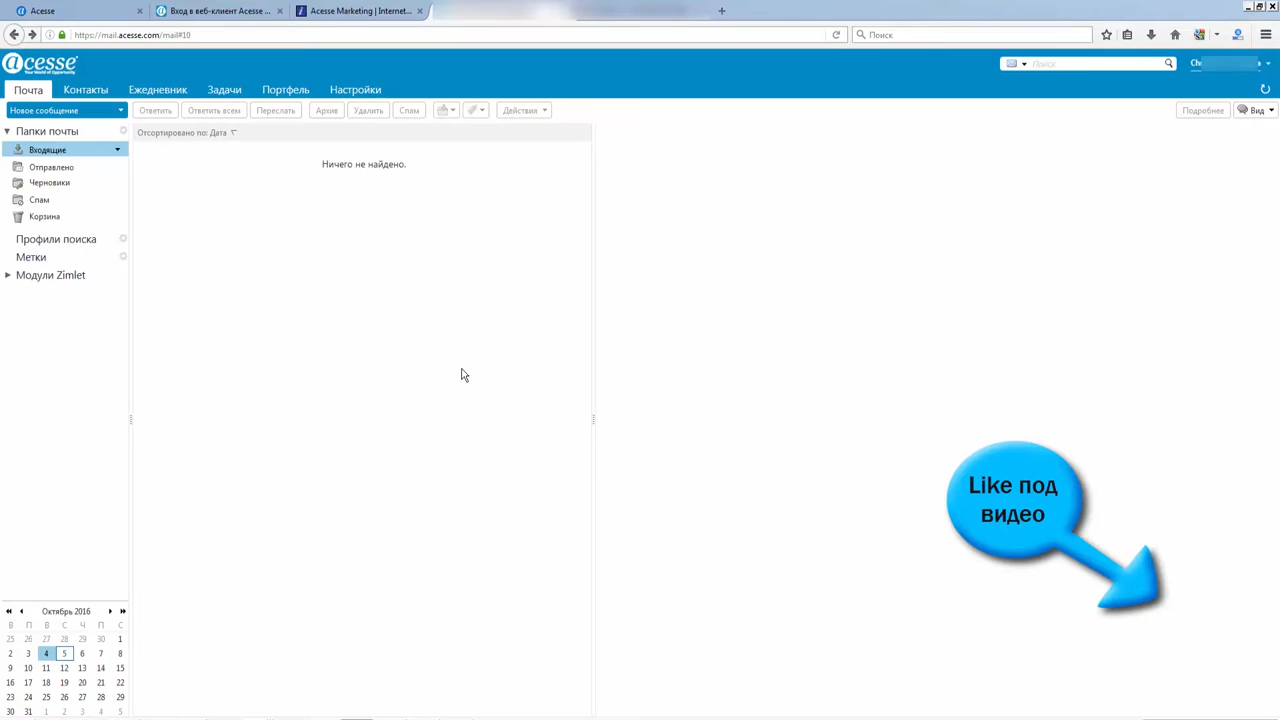 Acesse
Вход в веб-клиент Acesse ...
Acesse Marketing | Internet...
https://mail.acesse.com/mail#10
Поиск
acesse
Your World of Opportunity
Поиск
Почта
Контакты
Ежедневник
Задачи
Портфель
Настройки
Новое сообщение
Ответить
Ответить всем
Переслать
Архив
Удалить
Спам
Действия
Подробнее
Вид
Папки почты
Входящие
Отправлено
Черновики
Спам
Корзина
Профили поиска
Метки
Модули Zimlet
Отсортировано по: Дата
Ничего не найдено.
Like под
видео
Октябрь 2016
В П В С Ч П С
25 26 27 28 29 30 1
2 3 4 5 6 7 8
9 10 11 12 13 14 15
16 17 18 19 20 21 22
23 24 25 26 27 28 29
30 31 1 2 3 4 5